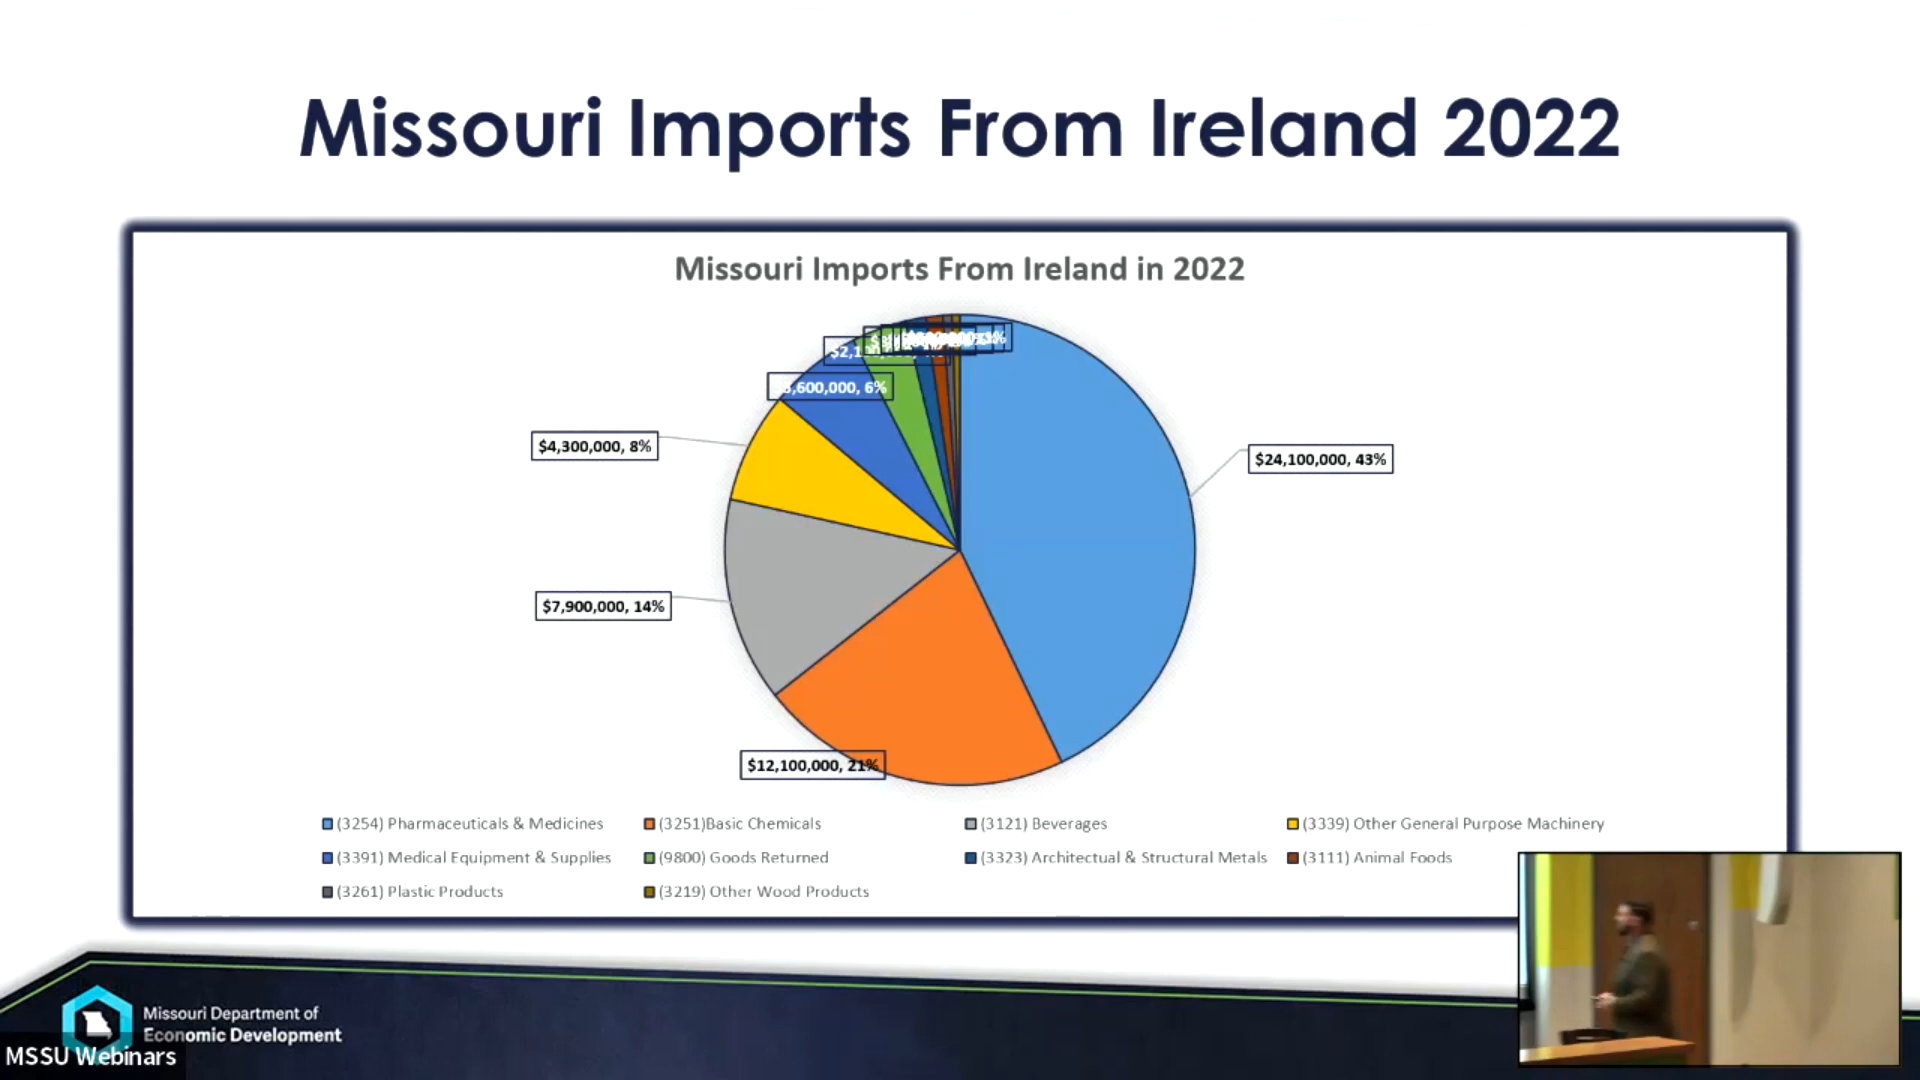 Missouri Imports From Ireland 2022
Missouri Imports From Ireland in 2022
,600,000, 6%
$4,300,000, 8%
$24,100,000, 43%
$7,900,000, 14%
$12,100,000, 21%
(3254) Pharmaceuticals & Medicines
(3251)Basic Chemicals
(3121) Beverages
(3339) Other General Purpose Machinery
(3391) Medical Equipment & Supplies
(9800) Goods Returned
(3323) Architectual & Structural Metals
(3111) Animal Foods
(3261) Plastic Products
(3219) Other Wood Products
Missouri Department of
Economic Development
MSSU Webinars